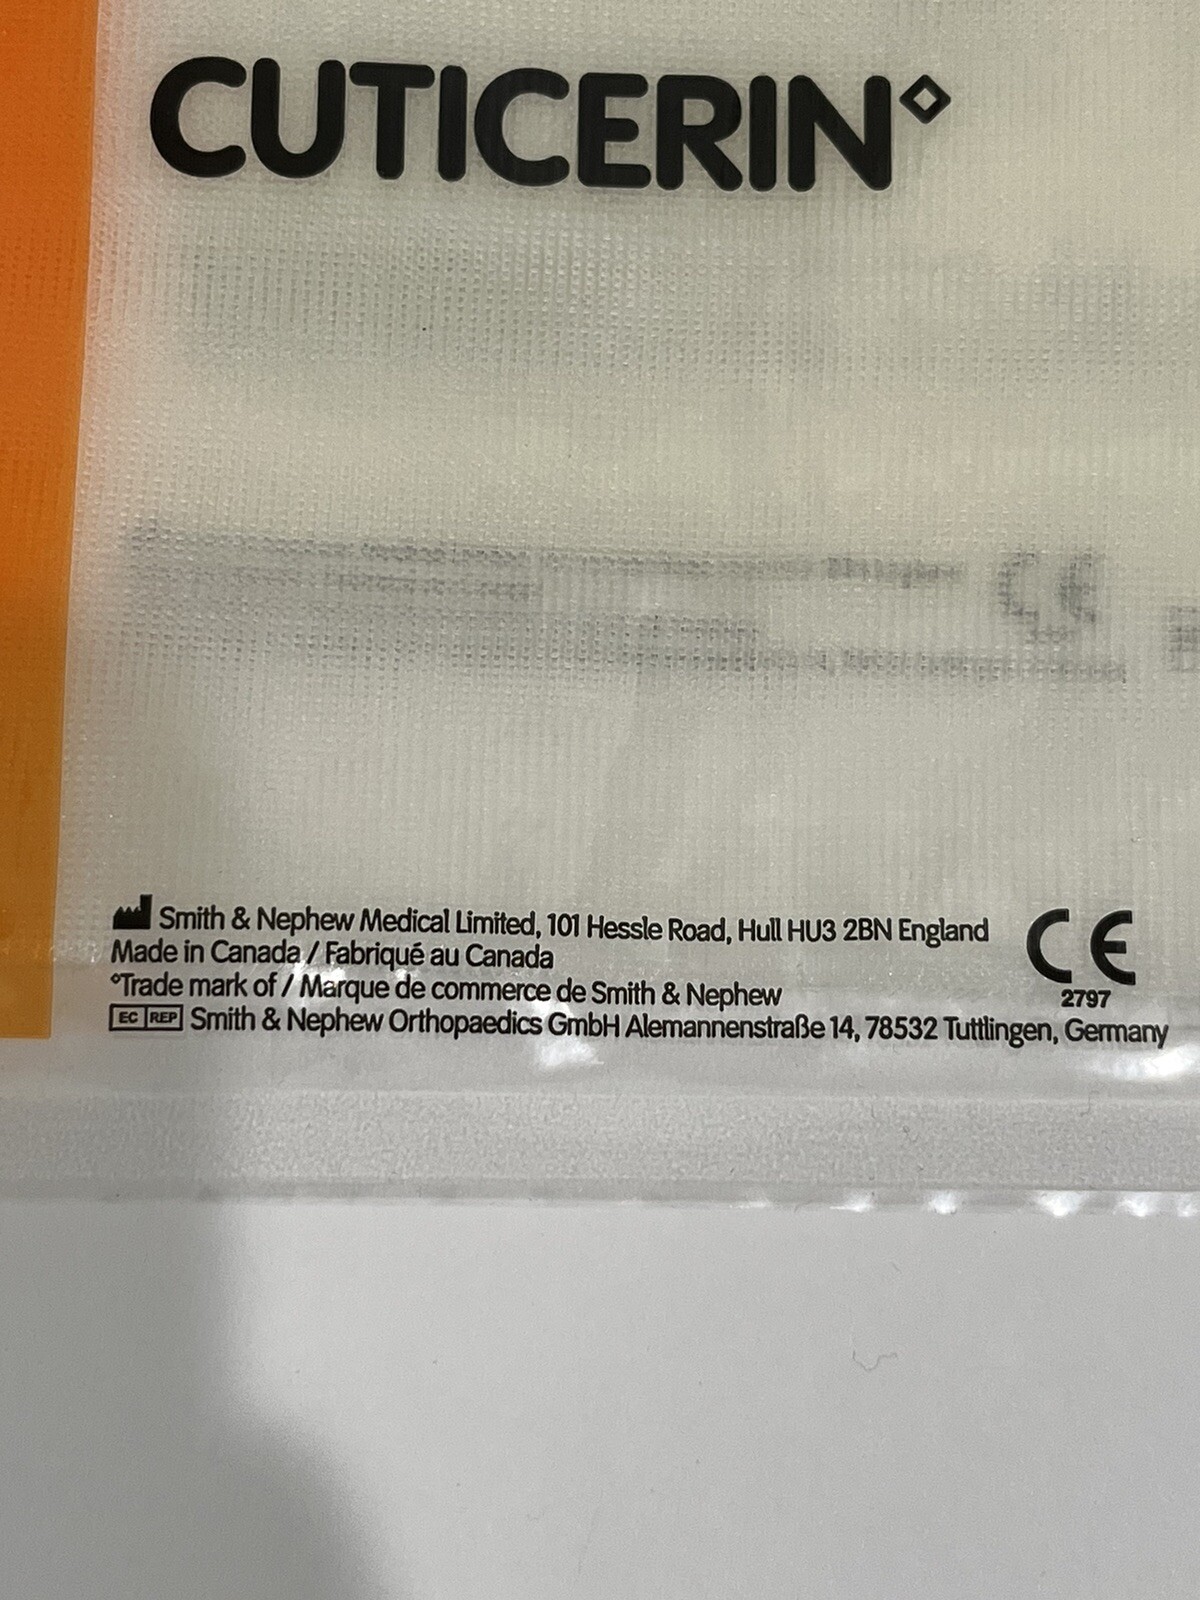 CUTICERIN◇
Smith & Nephew Medical Limited, 101 Hessle Road, Hull HU3 2BN England
Made in Canada / Fabriqué au Canada
◇Trade mark of / Marque de commerce de Smith & Nephew
EC REP Smith & Nephew Orthopaedics GmbH Alemannenstraße 14, 78532 Tuttlingen, Germany
CE
2797